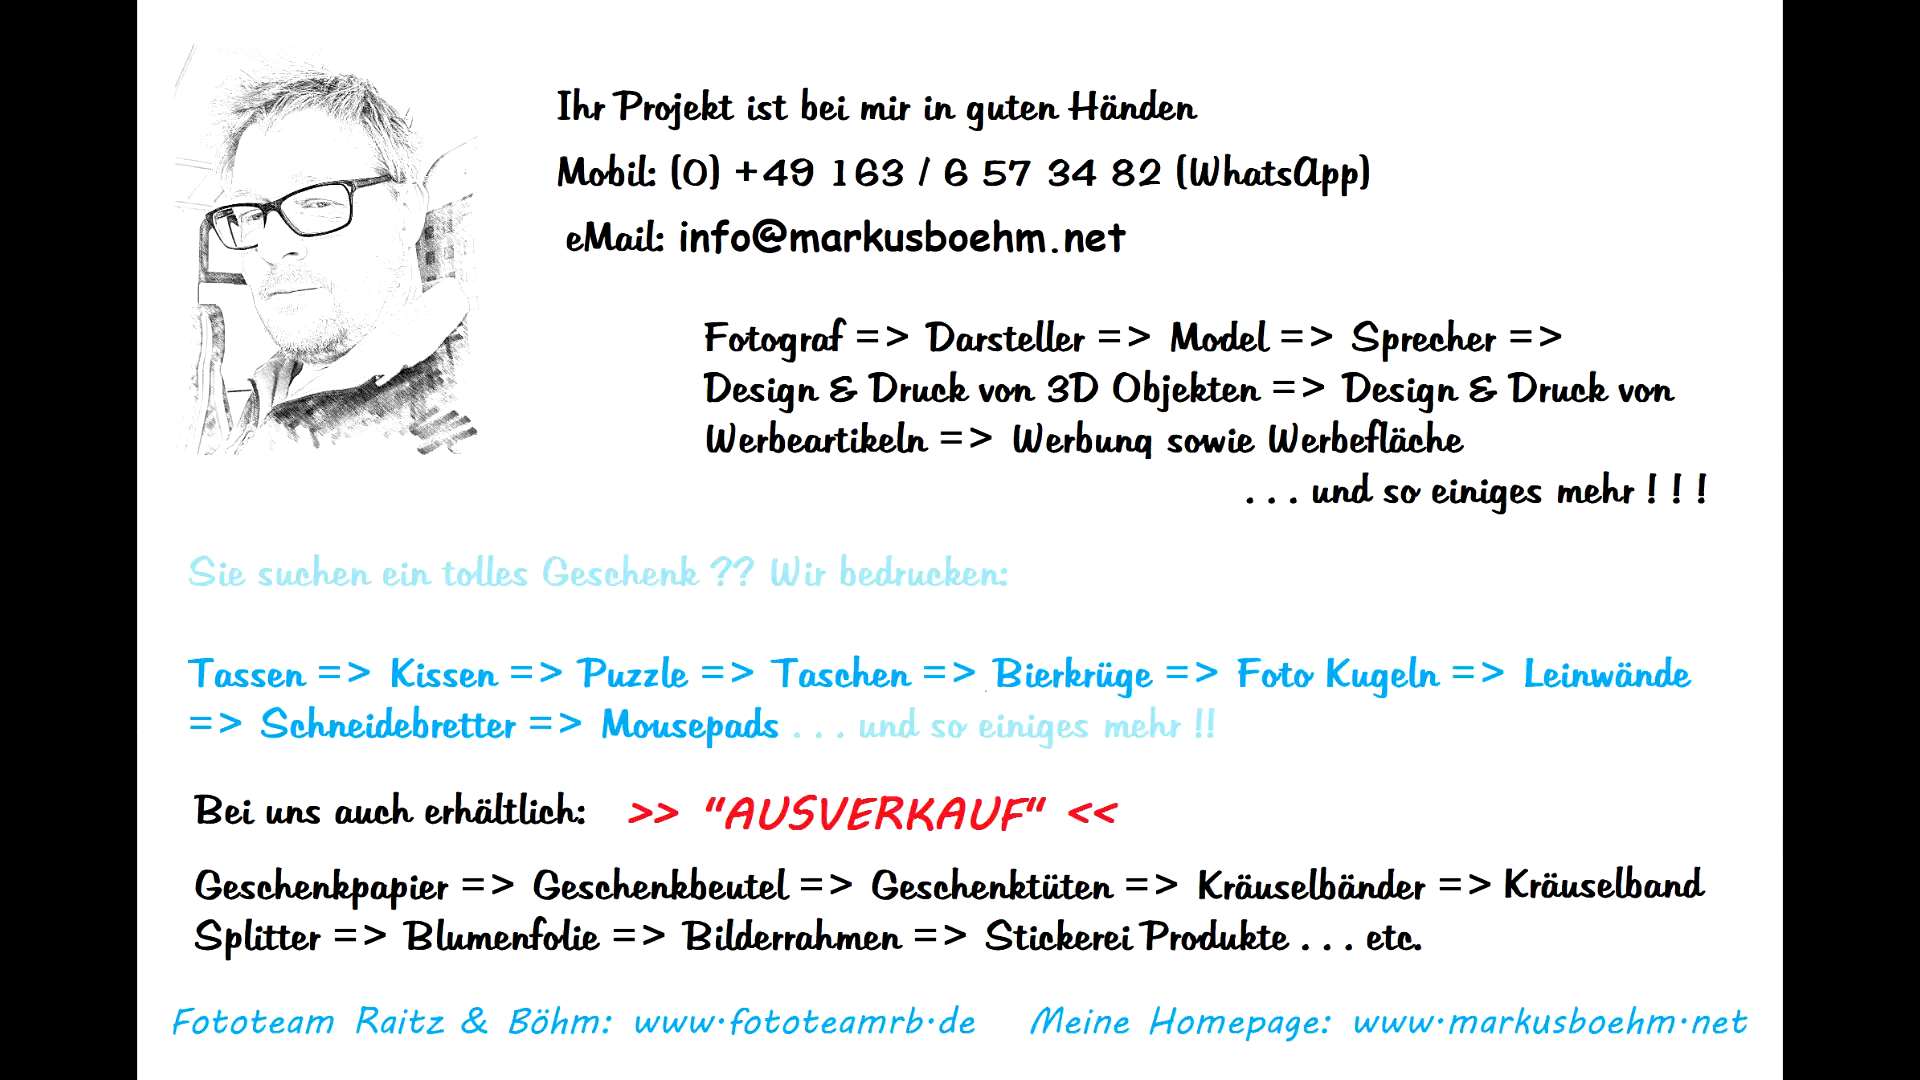 Ihr Projekt ist bei mir in guten Händen
Mobil: (0) +49 163 / 6 57 34 82 (WhatsApp)
eMail: info@markusboehm.net
Fotograf => Darsteller => Model => Sprecher =>
Design & Druck von 3D Objekten => Design & Druck von
Werbeartikeln => Werbung sowie Werbefläche
. . . und so einiges mehr ! ! !
Sie suchen ein tolles Geschenk ?? Wir bedrucken:
Tassen => Kissen => Puzzle => Taschen => Bierkrüge => Foto Kugeln => Leinwände
=> Schneidebretter => Mousepads . . . und so einiges mehr !!
Bei uns auch erhältlich: >> "AUSVERKAUF" <<
Geschenkpapier => Geschenkbeutel => Geschenktüten => Kräuselbänder => Kräuselband
Splitter => Blumenfolie => Bilderrahmen => Stickerei Produkte . . . etc.
Fototeam Raitz & Böhm: www.fototeamrb.de Meine Homepage: www.markusboehm.net